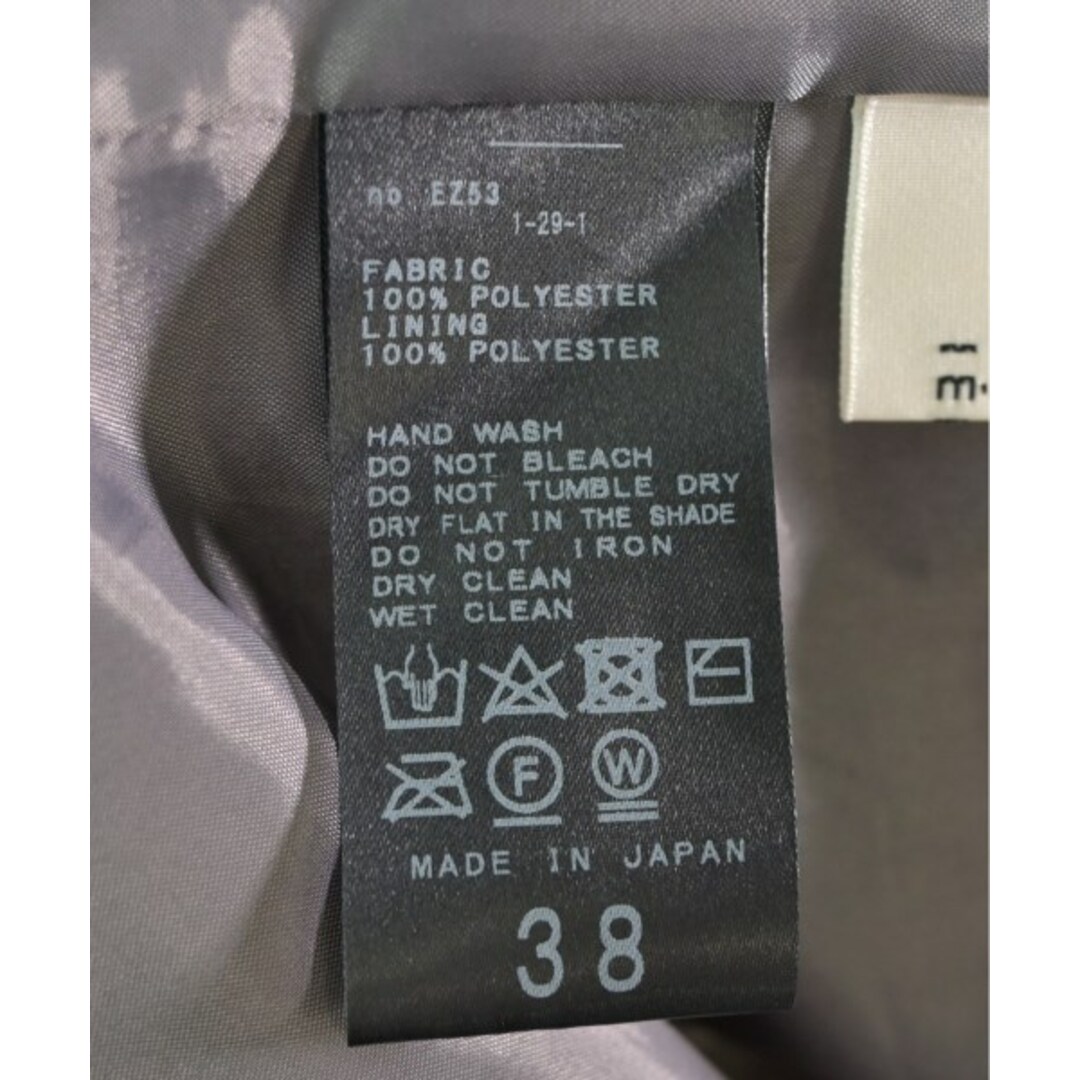 no EZ53
1-29-1
FABRIC
100% POLYESTER
LINING
100% POLYESTER
HAND WASH
DO NOT BLEACH
DO NOT TUMBLE DRY
DRY FLAT IN THE SHADE
DO NOT IRON
DRY CLEAN
WET CLEAN
F W
MADE IN JAPAN
38
m.